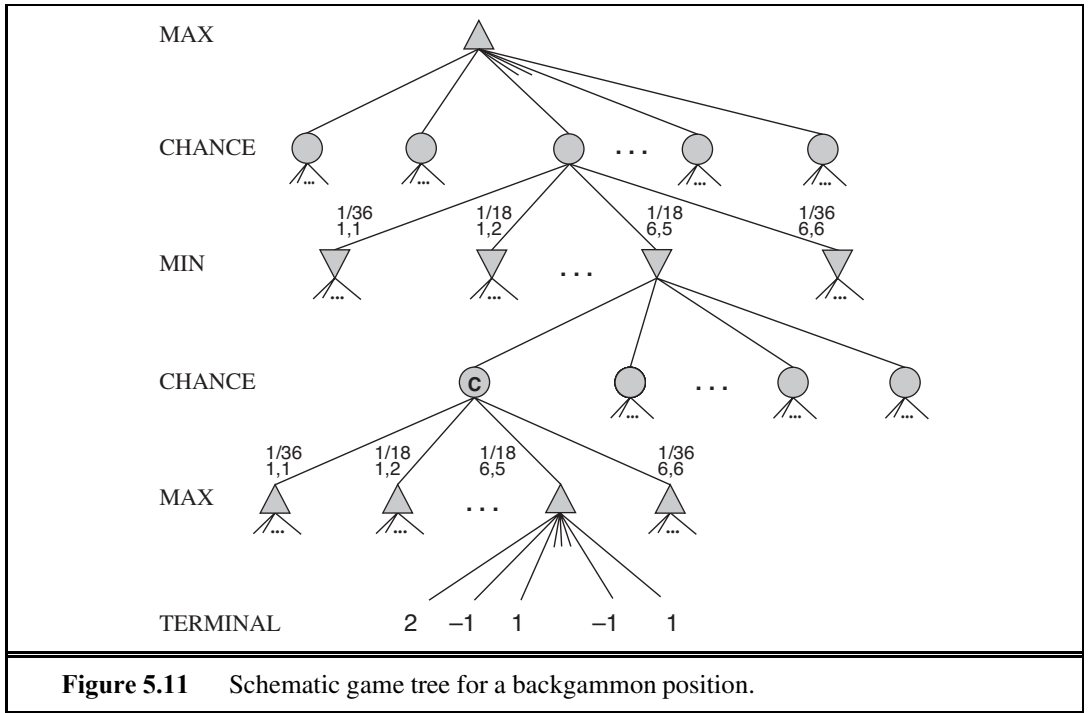 MAX
CHANCE
. . .
... ... ... ... 
1/36 1/18 1/18 1/36
1,1 1,2 6,5 6,6
MIN
. . .
... ... ...
CHANCE
C
. . .
... ... ...
1/36 1/18 1/18 1/36
1,1 1,2 6,5 6,6
MAX
. . .
... ... ...
TERMINAL 2 –1 1 –1 1
Figure 5.11 Schematic game tree for a backgammon position.